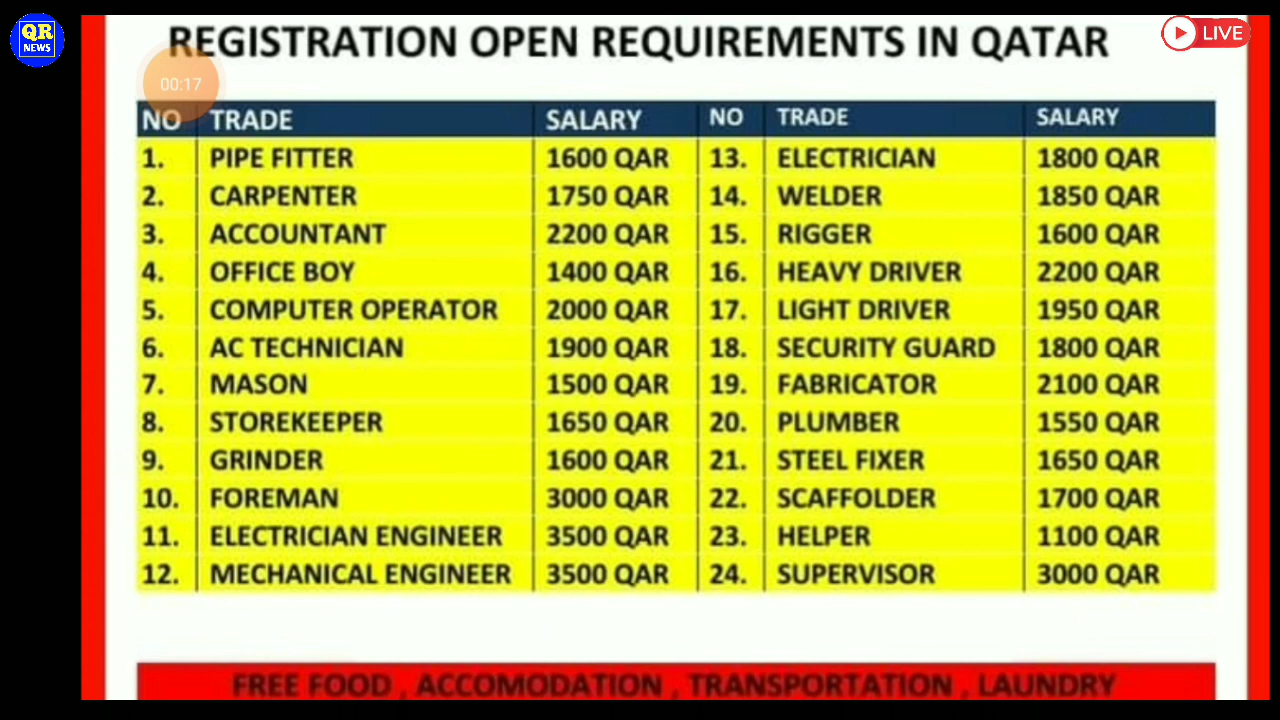 QR
NEWS
REGISTRATION OPEN REQUIREMENTS IN QATAR
LIVE
00:17
NO TRADE SALARY NO TRADE SALARY
1. PIPE FITTER 1600 QAR 13. ELECTRICIAN 1800 QAR
2. CARPENTER 1750 QAR 14. WELDER 1850 QAR
3. ACCOUNTANT 2200 QAR 15. RIGGER 1600 QAR
4. OFFICE BOY 1400 QAR 16. HEAVY DRIVER 2200 QAR
5. COMPUTER OPERATOR 2000 QAR 17. LIGHT DRIVER 1950 QAR
6. AC TECHNICIAN 1900 QAR 18. SECURITY GUARD 1800 QAR
7. MASON 1500 QAR 19. FABRICATOR 2100 QAR
8. STOREKEEPER 1650 QAR 20. PLUMBER 1550 QAR
9. GRINDER 1600 QAR 21. STEEL FIXER 1650 QAR
10. FOREMAN 3000 QAR 22. SCAFFOLDER 1700 QAR
11. ELECTRICIAN ENGINEER 3500 QAR 23. HELPER 1100 QAR
12. MECHANICAL ENGINEER 3500 QAR 24. SUPERVISOR 3000 QAR
FREE FOOD , ACCOMODATION , TRANSPORTATION , LAUNDRY